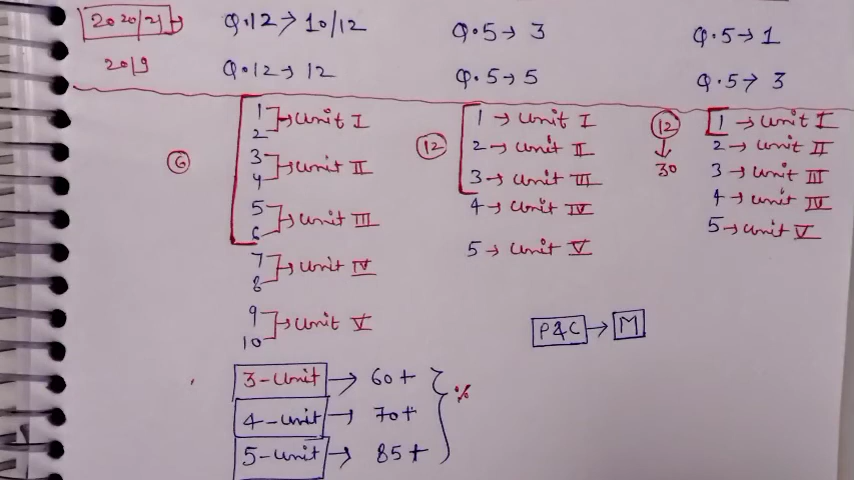 2020/21 → Q.12 → 10/12 Q.5 → 3 Q.5 → 1
2019 Q.12 → 12 Q.5 → 5 Q.5 → 3
1 → Unit I 1 → Unit I 12 1 → Unit I
2
6 3 → Unit II 12 2 → Unit II ↓ 2 → Unit II
4 3 → Unit III 30 3 → Unit III
5 → Unit III 4 → Unit IV 4 → Unit IV
6
7 → Unit IV 5 → Unit V 5 → Unit V
8
9 → Unit V P&C → M
10
3-Unit → 60+
4-Unit → 70+ %
5-Unit → 85+